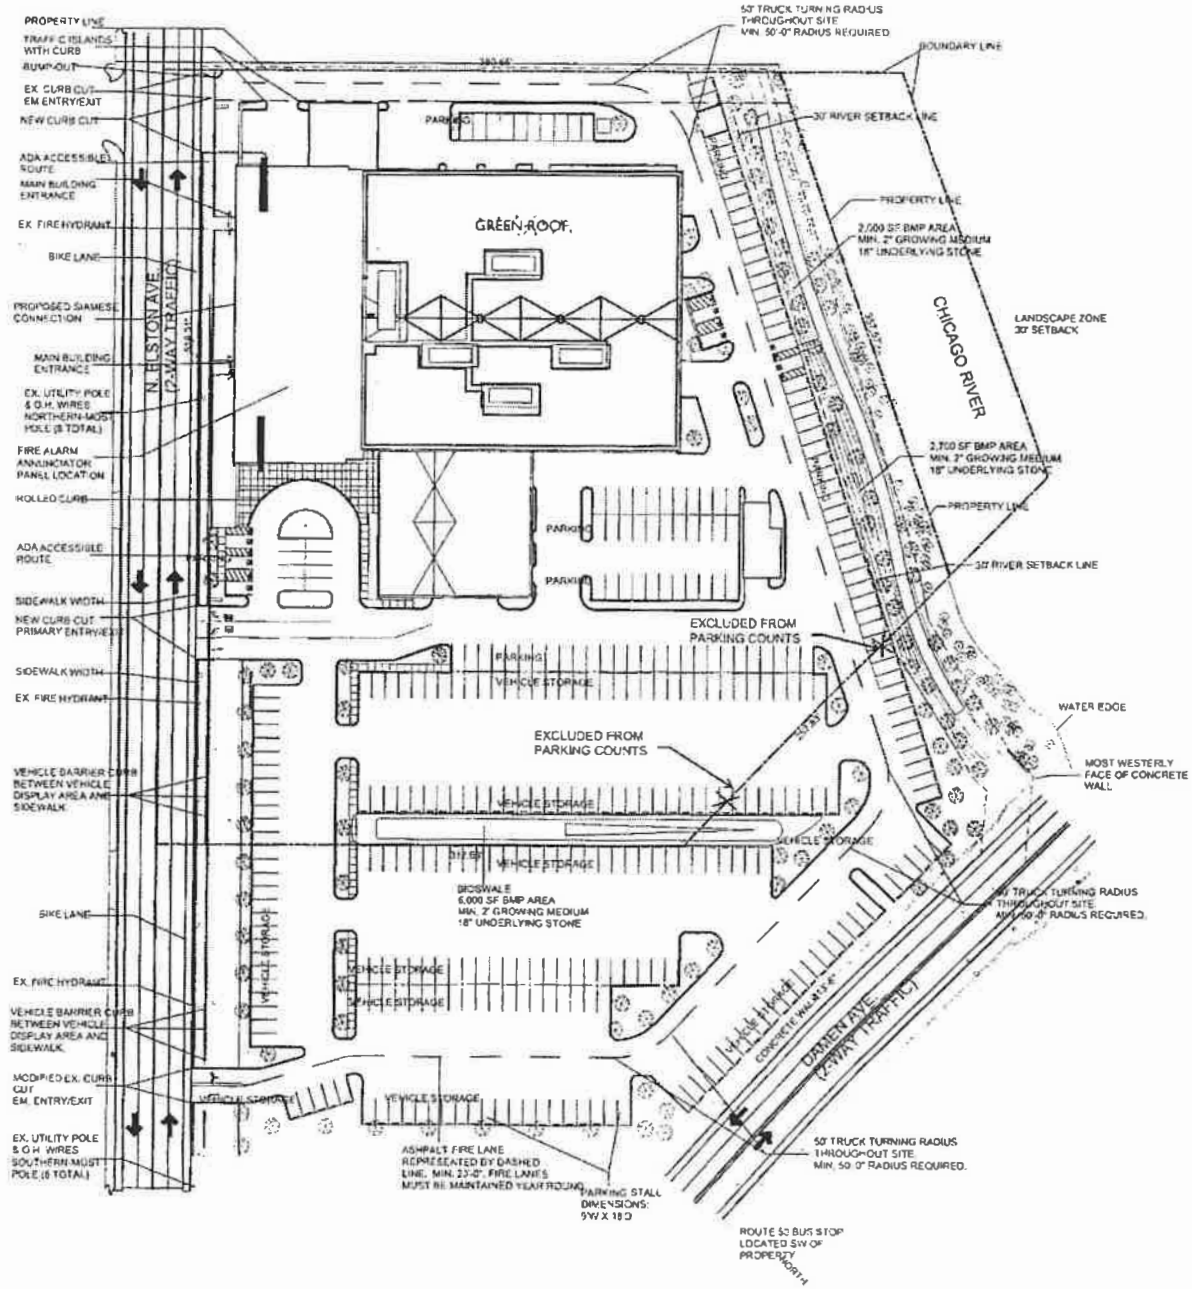 PROPERTY LINE
TRAFFIC ISLANDS
WITH CURB
BUMP-OUT
EX. CURB CUT
EM ENTRY/EXIT
NEW CURB CUT
ADA ACCESSIBLE
ROUTE
MAIN BUILDING
ENTRANCE
EX. FIRE HYDRANT
BIKE LANE
PROPOSED SIAMESE
CONNECTION
MAIN BUILDING
ENTRANCE
EX. UTILITY POLE
& O.H. WIRES
NORTHERN-MOST
POLE (8 TOTAL)
FIRE ALARM
ANNUNCIATOR
PANEL LOCATION
ROLLED CURB
ADA ACCESSIBLE
ROUTE
SIDEWALK WIDTH
NEW CURB CUT
PRIMARY ENTRY/EXIT
SIDEWALK WIDTH
EX. FIRE HYDRANT
VEHICLE BARRIER CURB
BETWEEN VEHICLE
DISPLAY AREA AND
SIDEWALK.
BIKE LANE
EX. FIRE HYDRANT
VEHICLE BARRIER CURB
BETWEEN VEHICLE
DISPLAY AREA AND
SIDEWALK.
MODIFIED EX. CURB
CUT
EM. ENTRY/EXIT
EX. UTILITY POLE
& O.H. WIRES
SOUTHERN-MOST
POLE (8 TOTAL)
N. ELSTON AVE.
(2-WAY TRAFFIC)
50' TRUCK TURNING RADIUS
THROUGHOUT SITE
MIN. 50'-0" RADIUS REQUIRED
BOUNDARY LINE
PARKING
30' RIVER SETBACK LINE
PARKING
PROPERTY LINE
2,000 SF BMP AREA
MIN. 2" GROWING MEDIUM
18" UNDERLYING STONE
GREEN ROOF.
CHICAGO RIVER
LANDSCAPE ZONE
30' SETBACK
2,700 SF BMP AREA
MIN. 2" GROWING MEDIUM
18" UNDERLYING STONE
PARKING
PROPERTY LINE
PARKING
PARKING
30' RIVER SETBACK LINE
EXCLUDED FROM
PARKING COUNTS
PARKING
VEHICLE STORAGE
WATER EDGE
EXCLUDED FROM
PARKING COUNTS
MOST WESTERLY
FACE OF CONCRETE
WALL
VEHICLE STORAGE
VEHICLE STORAGE
VEHICLE STORAGE
BIOSWALE
6,000 SF BMP AREA
MIN. 2' GROWING MEDIUM
18" UNDERLYING STONE
50' TRUCK TURNING RADIUS
THROUGHOUT SITE
MIN. 50'-0" RADIUS REQUIRED.
VEHICLE STORAGE
VEHICLE STORAGE
VEHICLE STORAGE
VEHICLE STORAGE
DAMEN AVE.
(2-WAY TRAFFIC)
VEHICLE STORAGE
VEHICLE STORAGE
50' TRUCK TURNING RADIUS
THROUGHOUT SITE.
MIN. 50'-0" RADIUS REQUIRED.
ASHPALT FIRE LANE
REPRESENTED BY DASHED
LINE. FIRE LANES
MUST BE MAINTAINED YEAR ROUND
PARKING STALL
DIMENSIONS:
9'W X 18'D
BUS STOP
LOCATED SW OF
PROPERTY
NORTH